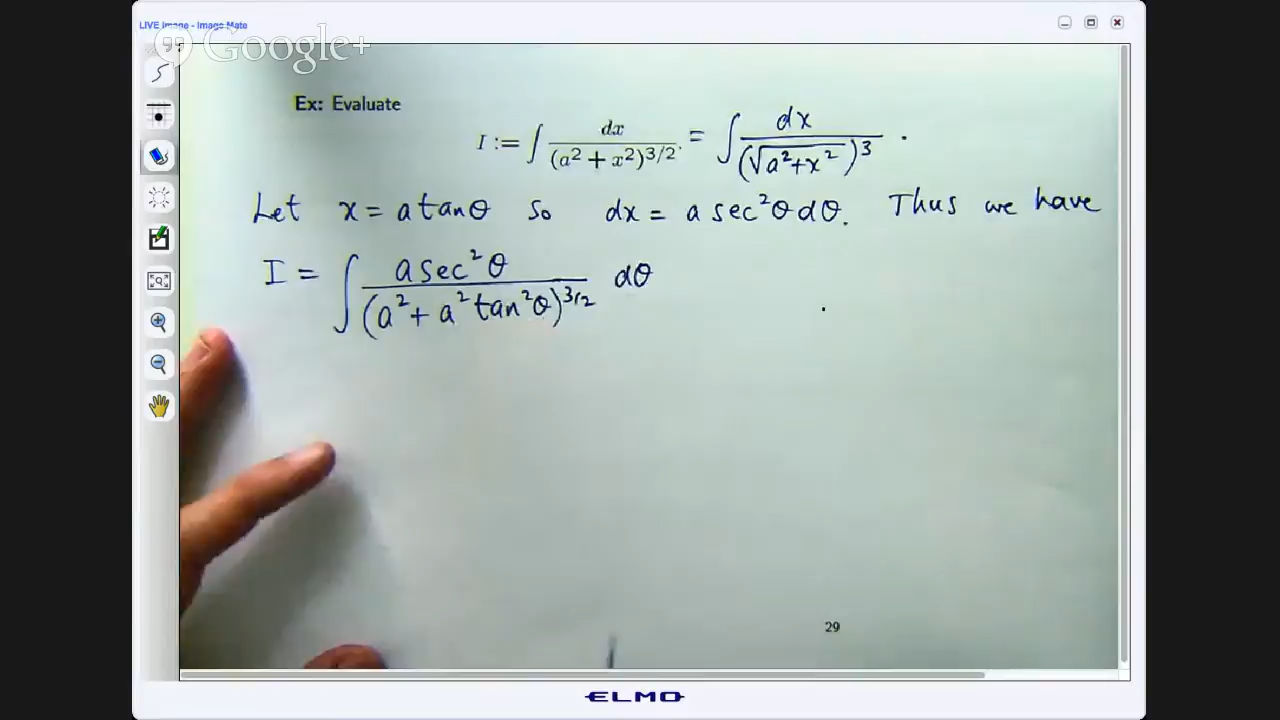 LIVE Image - Image Mate
Google+
Ex: Evaluate
I := ∫ dx/(a² + x²)^{3/2}. = ∫ dx/(√(a²+x²))³ .
Let x = a tanθ so dx = a sec²θ dθ. Thus we have
I = ∫ a sec²θ/(a² + a² tan²θ)^{3/2} dθ
29
ELMO